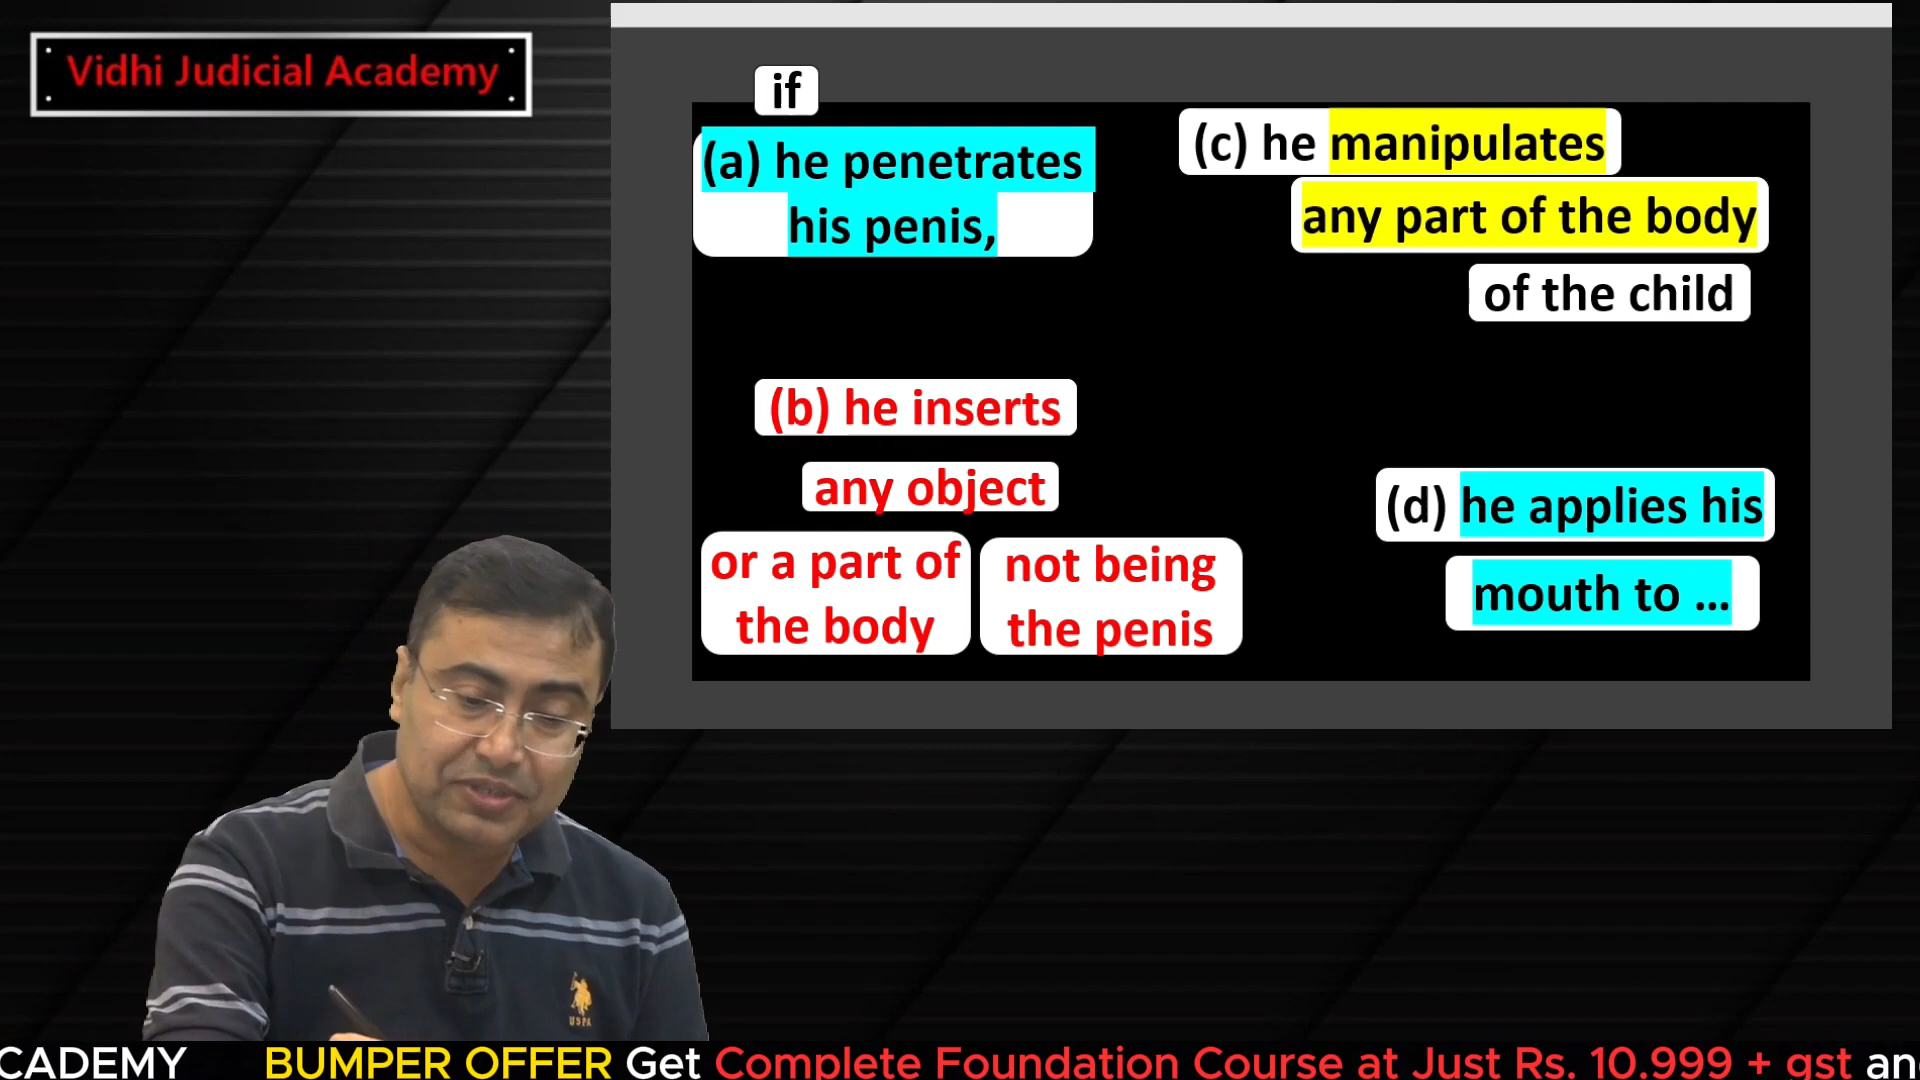 Vidhi Judicial Academy
if
(a) he penetrates
his penis,
(b) he inserts
any object
or a part of
the body
not being
the penis
(c) he manipulates
any part of the body
of the child
(d) he applies his
mouth to ...
USPA
CADEMY BUMPER OFFER Get Complete Foundation Course at Just Rs. 10.999 + gst an